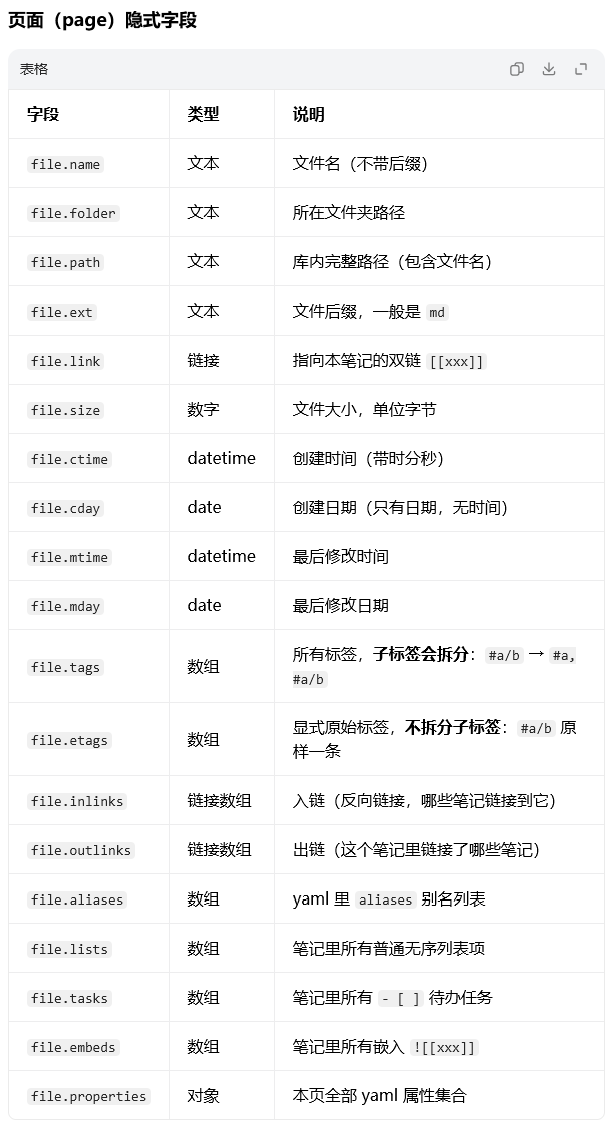 页面（page）隐式字段
表格
字段 类型 说明
file.name 文本 文件名（不带后缀）
file.folder 文本 所在文件夹路径
file.path 文本 库内完整路径（包含文件名）
file.ext 文本 文件后缀，一般是 md
file.link 链接 指向本笔记的双链 [[xxx]]
file.size 数字 文件大小，单位字节
file.ctime datetime 创建时间（带时分秒）
file.cday date 创建日期（只有日期，无时间）
file.mtime datetime 最后修改时间
file.mday date 最后修改日期
file.tags 数组 所有标签，子标签会拆分：#a/b → #a,
#a/b
file.etags 数组 显式原始标签，不拆分子标签：#a/b 原
样一条
file.inlinks 链接数组 入链（反向链接，哪些笔记链接到它）
file.outlinks 链接数组 出链（这个笔记里链接了哪些笔记）
file.aliases 数组 yaml 里 aliases 别名列表
file.lists 数组 笔记里所有普通无序列表项
file.tasks 数组 笔记里所有 - [ ] 待办任务
file.embeds 数组 笔记里所有嵌入 ![[xxx]]
file.properties 对象 本页全部 yaml 属性集合